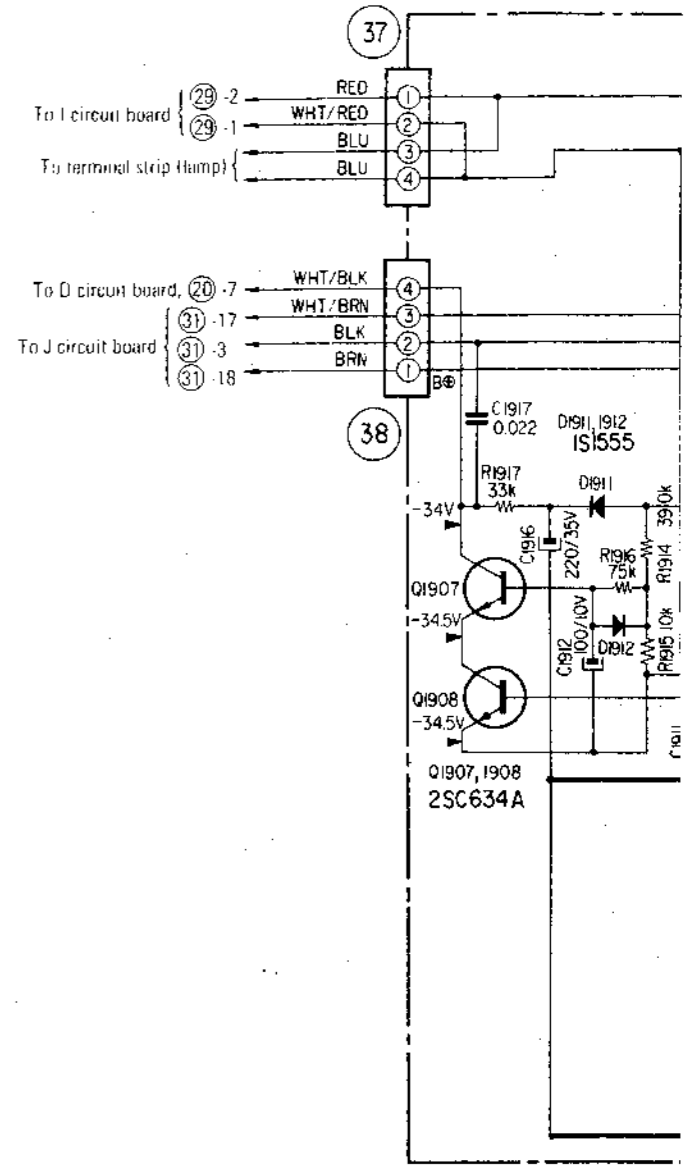 37
To I circuit board
29 -2
29 -1
To terminal strip (lamp)
RED
WHT/RED
BLU
BLU
1
2
3
4
To D circuit board, 20 -7
To J circuit board
31 -17
31 -3
31 -18
WHT/BLK
WHT/BRN
BLK
BRN
4
3
2
1
B⊕
38
C1917
0.022
D1911, 1912
1S1555
R1917
33k
D1911
390k
R1914
-34V
C1916
220/35V
R1916
75k
Q1907
-34.5V
C1912
100/10V
D1912
R1915 10k
Q1908
-34.5V
C1911
Q1907, 1908
2SC634A